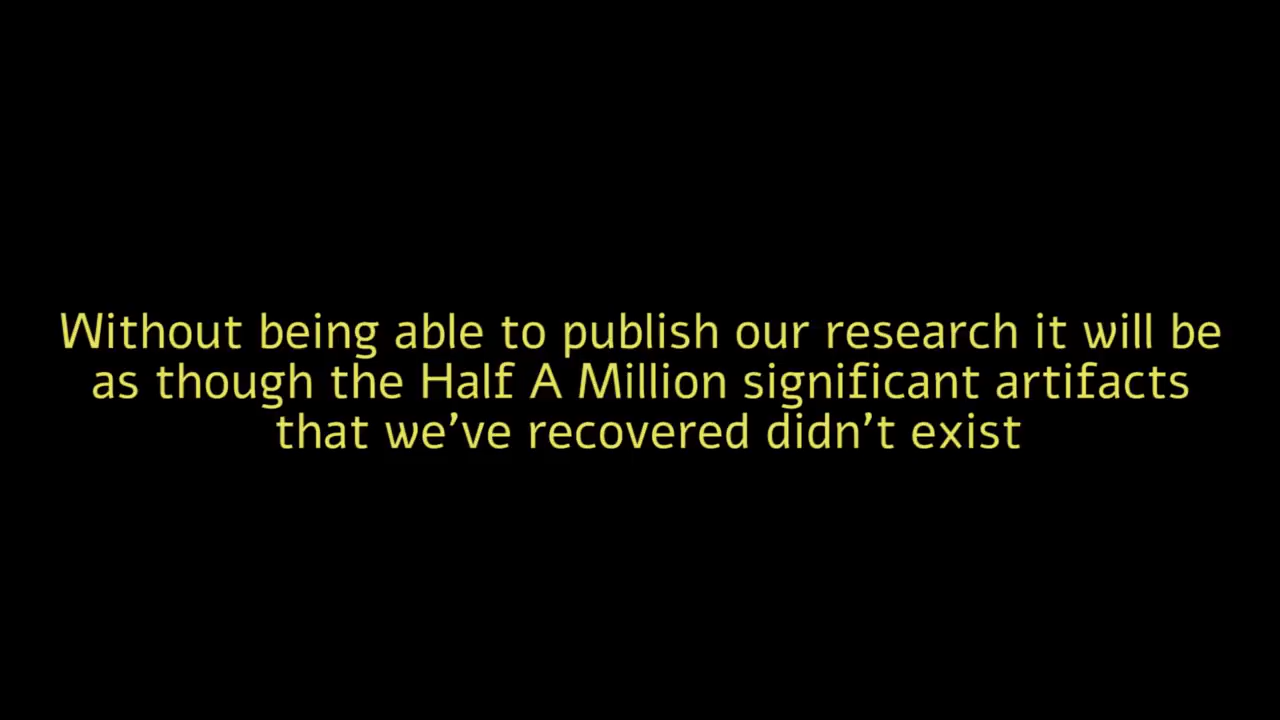 Without being able to publish our research it will be
as though the Half A Million significant artifacts
that we’ve recovered didn’t exist